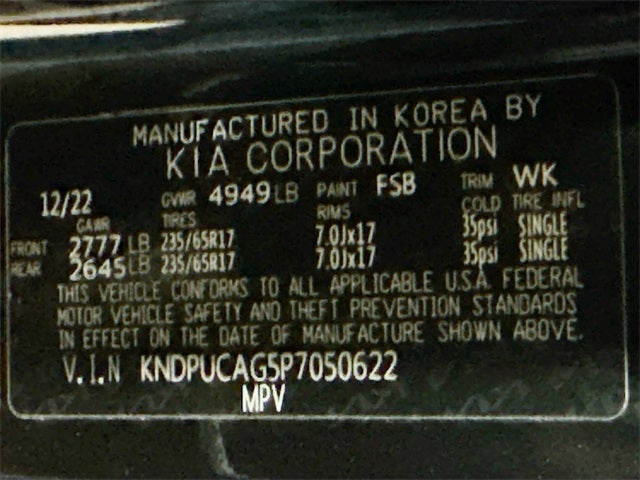 MANUFACTURED IN KOREA BY
KIA CORPORATION
12/22 GVWR 4949LB PAINT FSB TRIM WK
GAWR TIRES RIMS COLD TIRE INFL
FRONT 2777 LB 235/65R17 7.0Jx17 35psi SINGLE
REAR 2645LB 235/65R17 7.0Jx17 35psi SINGLE
THIS VEHICLE CONFORMS TO ALL APPLICABLE U.S.A. FEDERAL
MOTOR VEHICLE SAFETY AND THEFT PREVENTION STANDARDS
IN EFFECT ON THE DATE OF MANUFACTURE SHOWN ABOVE.
V.I.N KNDPUCAG5P7050622
MPV